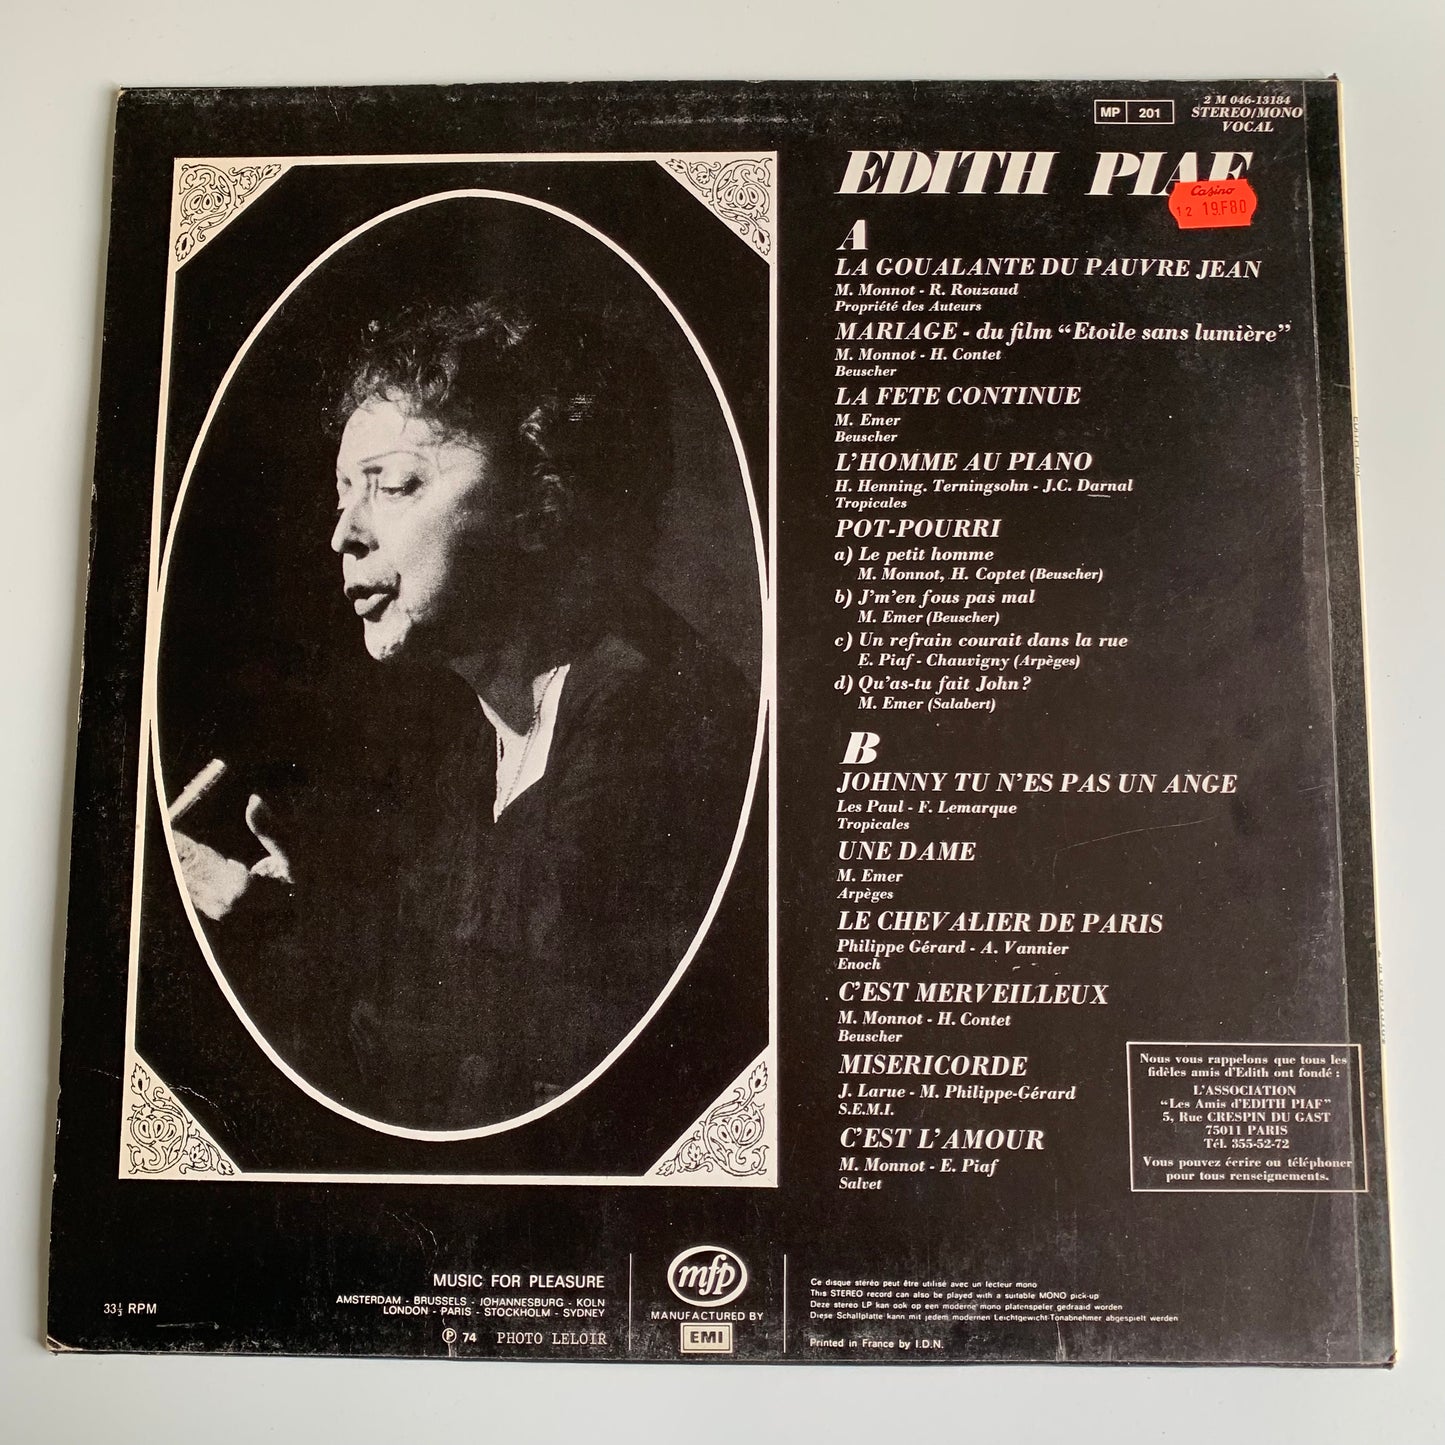 MP 201
2 M 046-13184
STEREO/MONO
VOCAL
EDITH PIAF
Casino
12 19.F80
A
LA GOUALANTE DU PAUVRE JEAN
M. Monnot - R. Rouzaud
Propriété des Auteurs
MARIAGE - du film “Etoile sans lumière”
M. Monnot - H. Contet
Beuscher
LA FETE CONTINUE
M. Emer
Beuscher
L'HOMME AU PIANO
H. Henning. Terningsohn - J.C. Darnal
Tropicales
POT-POURRI
a) Le petit homme
M. Monnot, H. Coptet (Beuscher)
b) J'm'en fous pas mal
M. Emer (Beuscher)
c) Un refrain courait dans la rue
E. Piaf - Chauvigny (Arpèges)
d) Qu'as-tu fait John?
M. Emer (Salabert)
B
JOHNNY TU N'ES PAS UN ANGE
Les Paul - F. Lemarque
Tropicales
UNE DAME
M. Emer
Arpèges
LE CHEVALIER DE PARIS
Philippe Gérard - A. Vannier
Enoch
C'EST MERVEILLEUX
M. Monnot - H. Contet
Beuscher
MISERICORDE
J. Larue - M. Philippe-Gérard
S.E.M.I.
C'EST L'AMOUR
M. Monnot - E. Piaf
Salvet
Nous vous rappelons que tous les
fidèles amis d'Edith ont fondé :
L'ASSOCIATION
“Les Amis d'EDITH PIAF”
5, Rue CRESPIN DU GAST
75011 PARIS
Tél. 355-52-72
Vous pouvez écrire ou téléphoner
pour tous renseignements.
33⅓ RPM
MUSIC FOR PLEASURE
AMSTERDAM - BRUSSELS - JOHANNESBURG - KOLN
LONDON - PARIS - STOCKHOLM - SYDNEY
Ⓟ 74 PHOTO LELOIR
mfp
MANUFACTURED BY
EMI
Ce disque stéréo peut être utilisé avec un lecteur mono
This STEREO record can also be played with a suitable MONO pick-up
Deze stereo LP kan ook op een moderne mono platenspeler gedraaid worden
Diese Schallplatte kann mit jedem modernen Leichtgewicht-Tonabnehmer abgespielt werden
Printed in France by I.D.N.